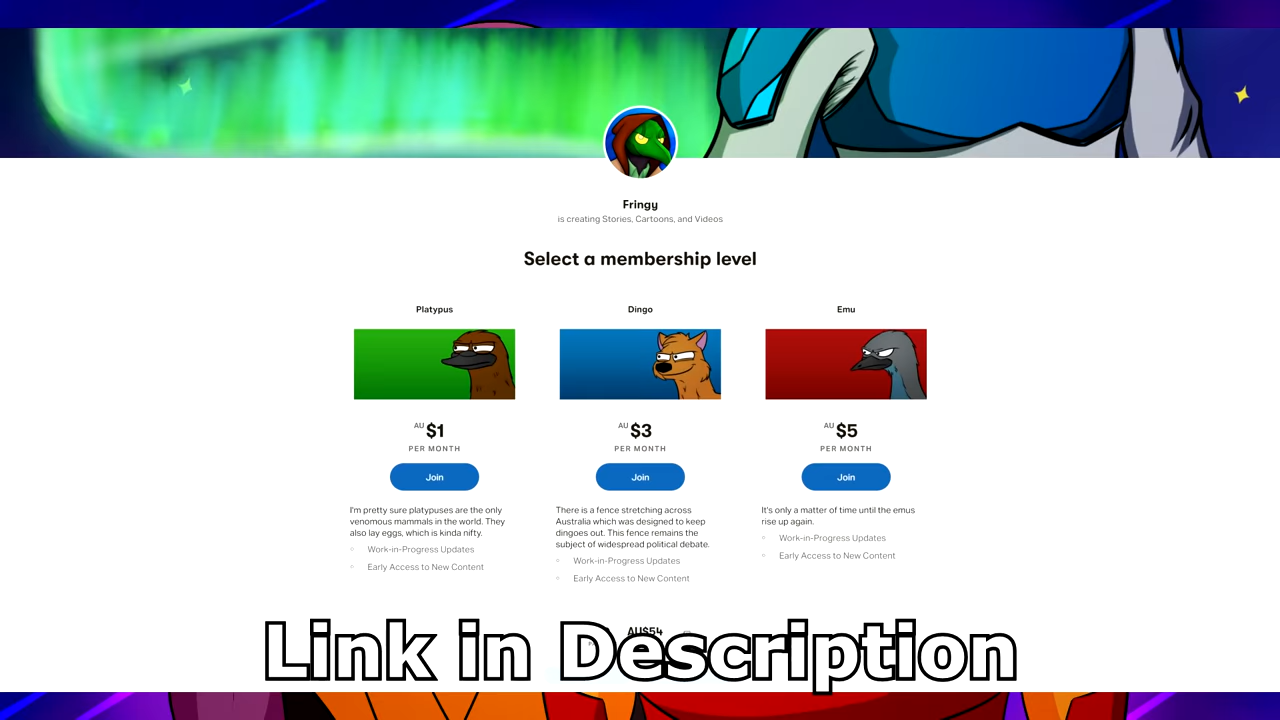 Fringy
is creating Stories, Cartoons, and Videos
Select a membership level
Platypus
AU $1
PER MONTH
Join
I'm pretty sure platypuses are the only
venomous mammals in the world. They
also lay eggs, which is kinda nifty.
Work-in-Progress Updates
Early Access to New Content
Dingo
AU $3
PER MONTH
Join
There is a fence stretching across
Australia which was designed to keep
dingoes out. This fence remains the
subject of widespread political debate.
Work-in-Progress Updates
Early Access to New Content
Emu
AU $5
PER MONTH
Join
It's only a matter of time until the emus
rise up again.
Work-in-Progress Updates
Early Access to New Content
AU$54
Link in Description